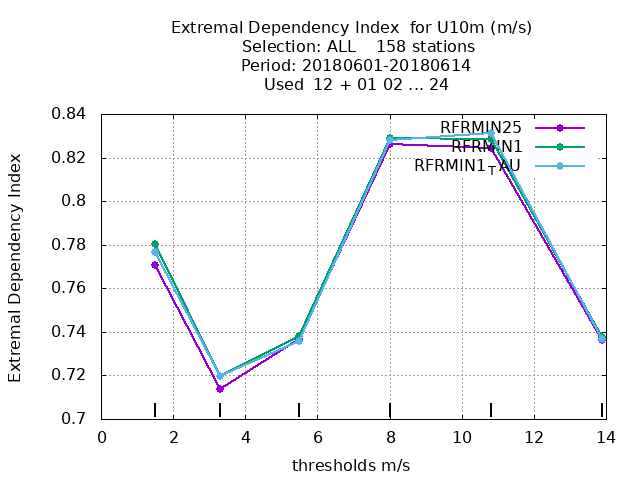 Extremal Dependency Index  for U10m (m/s)
Selection: ALL    158 stations
Period: 20180601-20180614
Used  12 + 01 02 ... 24
Extremal Dependency Index
0.84
0.82
0.8
0.78
0.76
0.74
0.72
0.7
RFRMIN25
RFRMIN1
RFRMIN1TAU
0 2 4 6 8 10 12 14
thresholds m/s